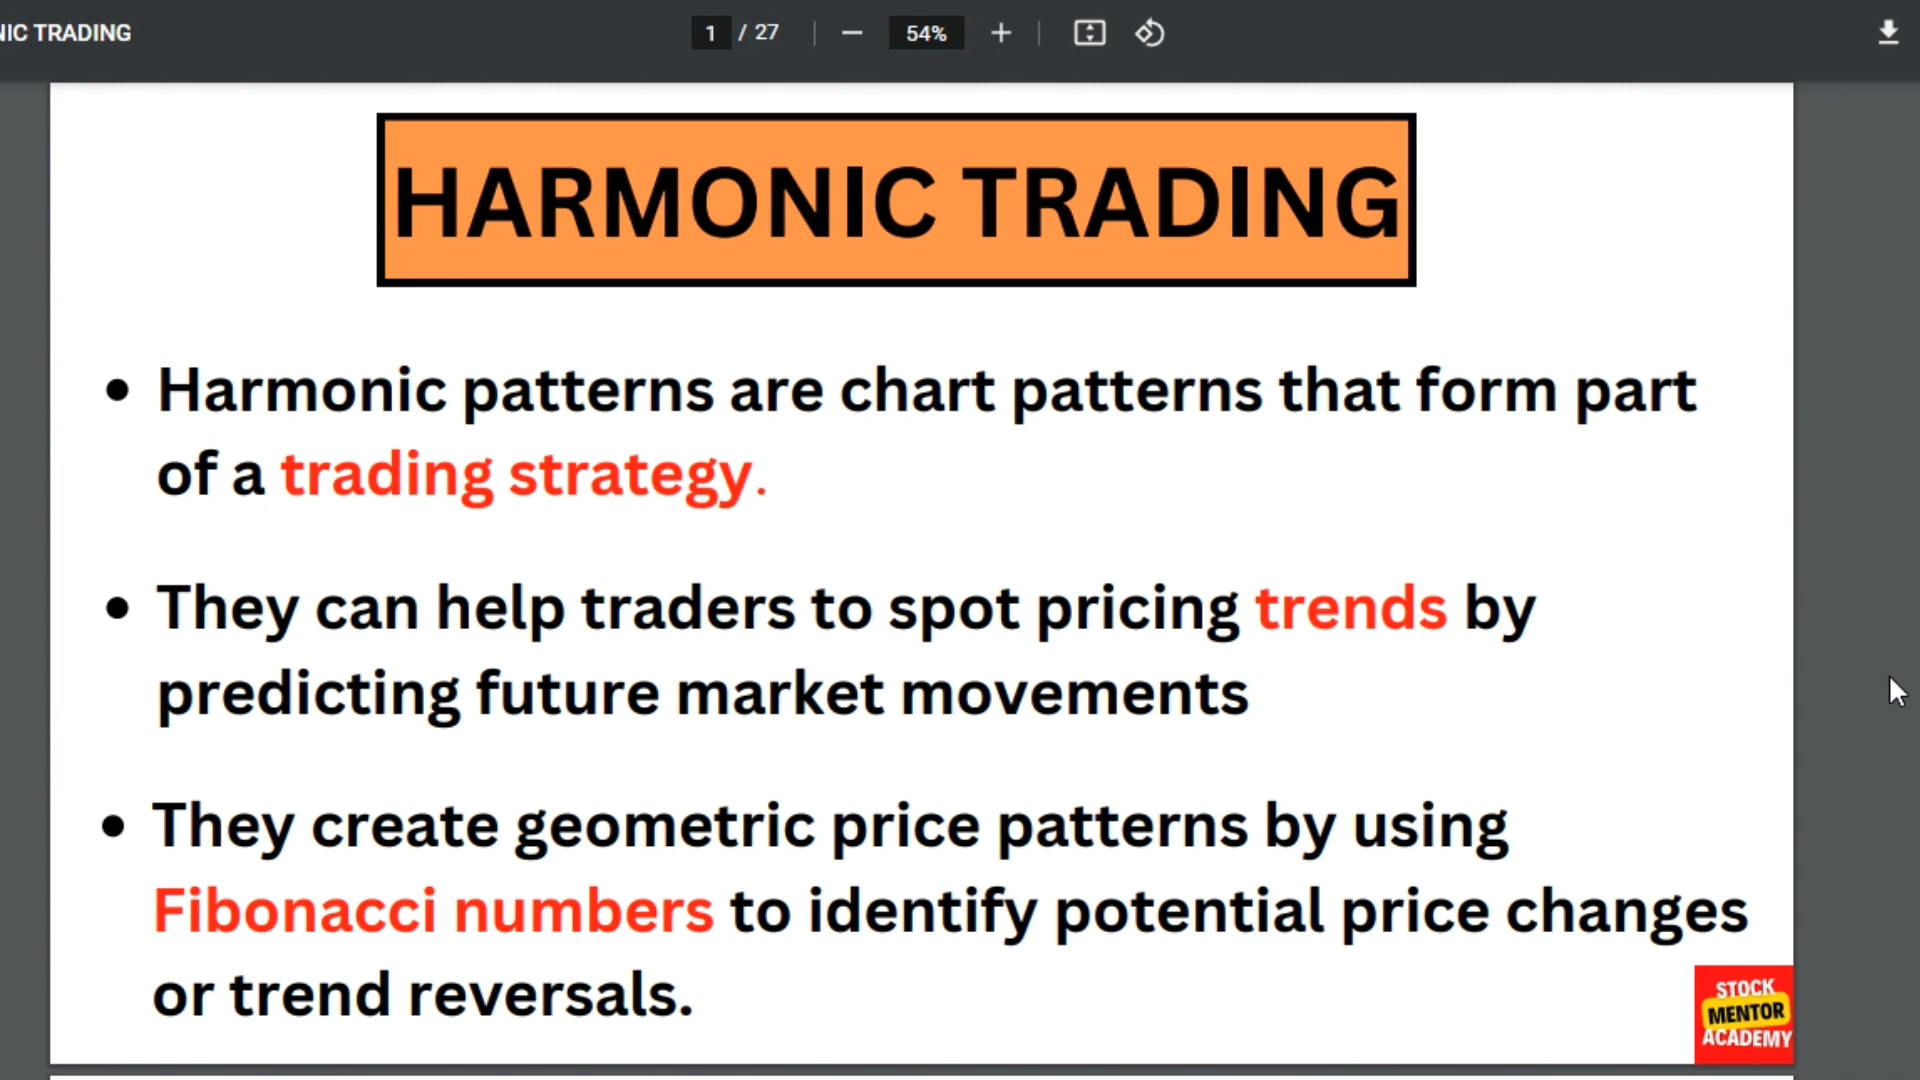 NIC TRADING
1 / 27
54%
HARMONIC TRADING
• Harmonic patterns are chart patterns that form part
of a trading strategy.
• They can help traders to spot pricing trends by
predicting future market movements
• They create geometric price patterns by using
Fibonacci numbers to identify potential price changes
or trend reversals.
STOCK
MENTOR
ACADEMY